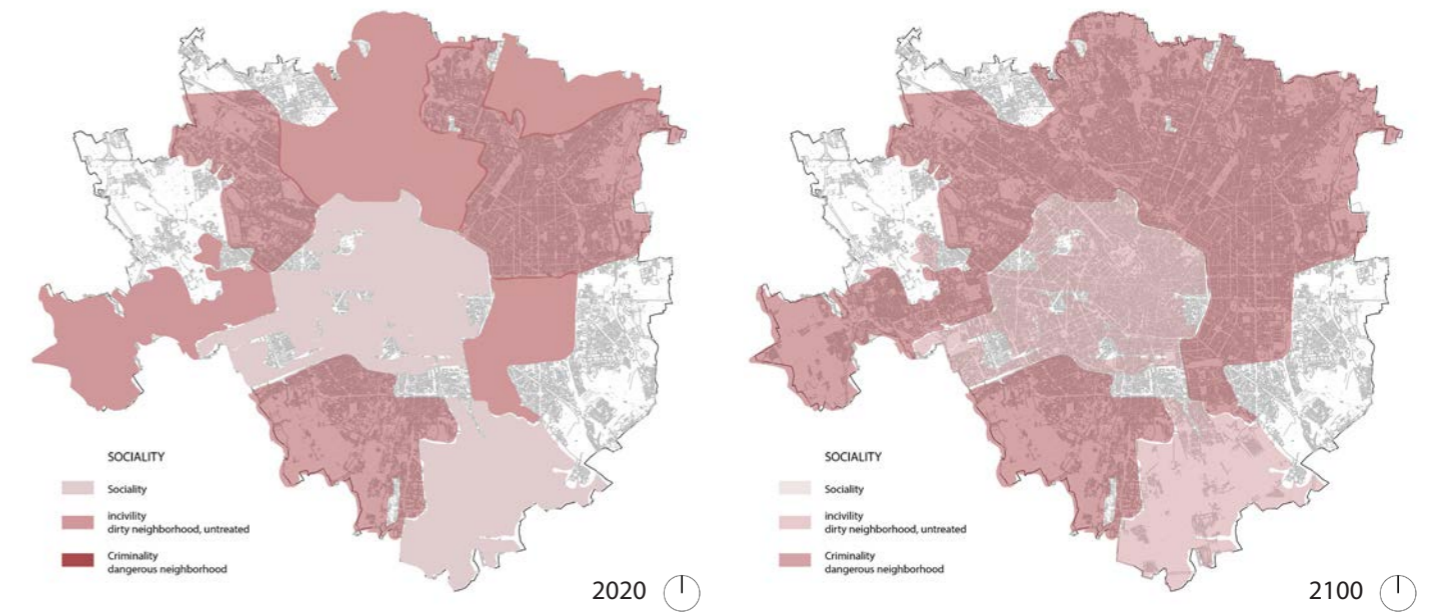 SOCIALITY
Sociality
incivility
dirty neighborhood, untreated
Criminality
dangerous neighborhood
2020
SOCIALITY
Sociality
incivility
dirty neighborhood, untreated
Criminality
dangerous neighborhood
2100